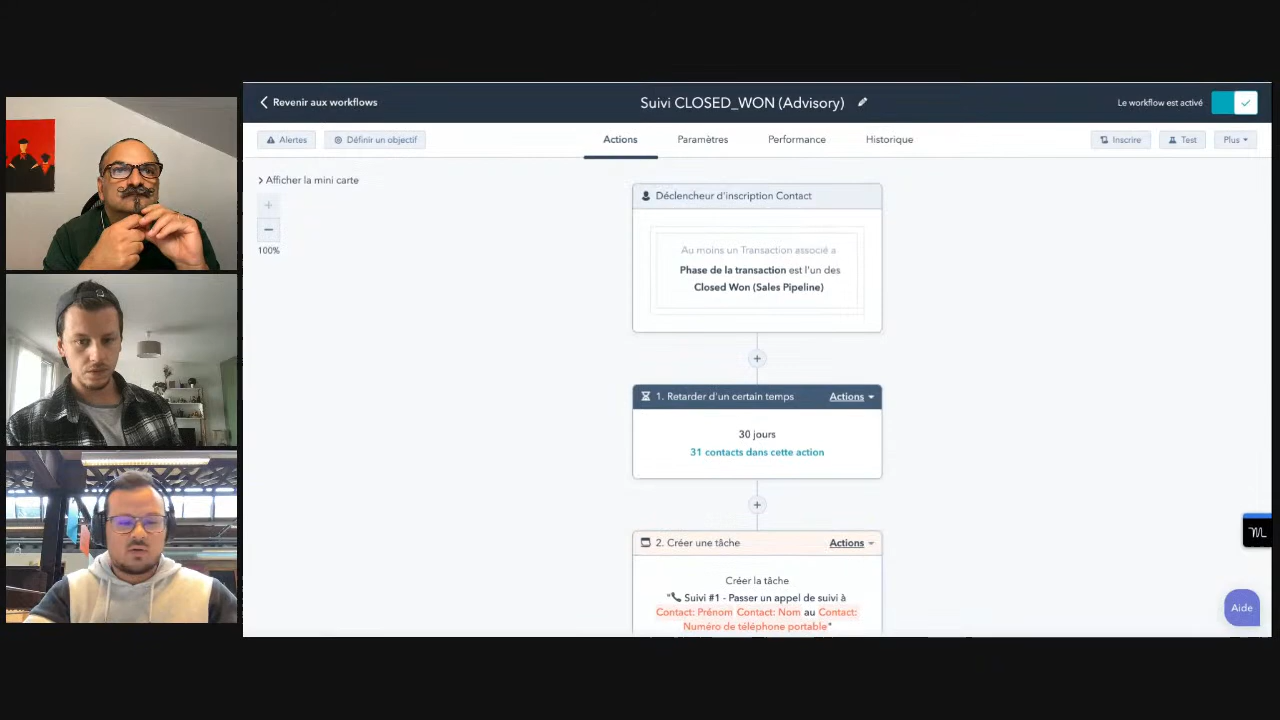 Revenir aux workflows
Suivi CLOSED_WON (Advisory)
Le workflow est activé
Alertes
Définir un objectif
Actions
Paramètres
Performance
Historique
Inscrire
Test
Plus
Afficher la mini carte
+
−
100%
Déclencheur d'inscription Contact
Au moins un Transaction associé a
Phase de la transaction est l'un des
Closed Won (Sales Pipeline)
+
1. Retarder d'un certain temps
Actions
30 jours
31 contacts dans cette action
+
2. Créer une tâche
Actions
Créer la tâche
"📞 Suivi #1 - Passer un appel de suivi à
Contact: Prénom Contact: Nom au Contact:
Numéro de téléphone portable"
Aide